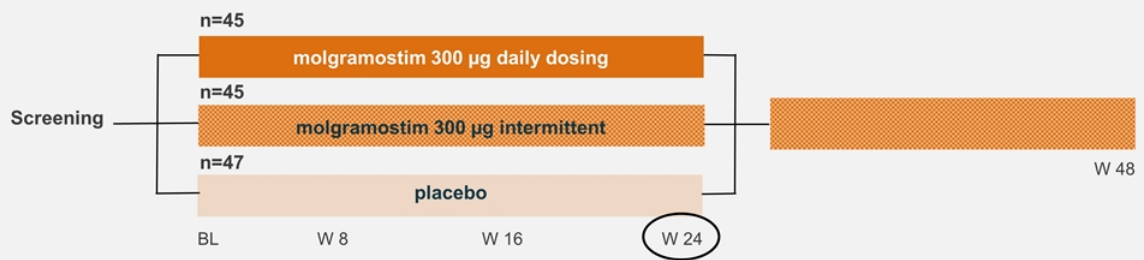 n=45
molgramostim 300 µg daily dosing
n=45
Screening
molgramostim 300 µg intermittent
n=47
placebo
W 48
BL W 8 W 16 W 24